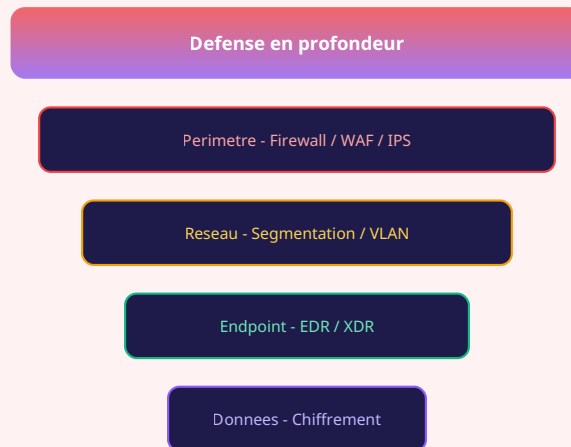 Defense en profondeur
Perimetre - Firewall / WAF / IPS
Reseau - Segmentation / VLAN
Endpoint - EDR / XDR
Donnees - Chiffrement